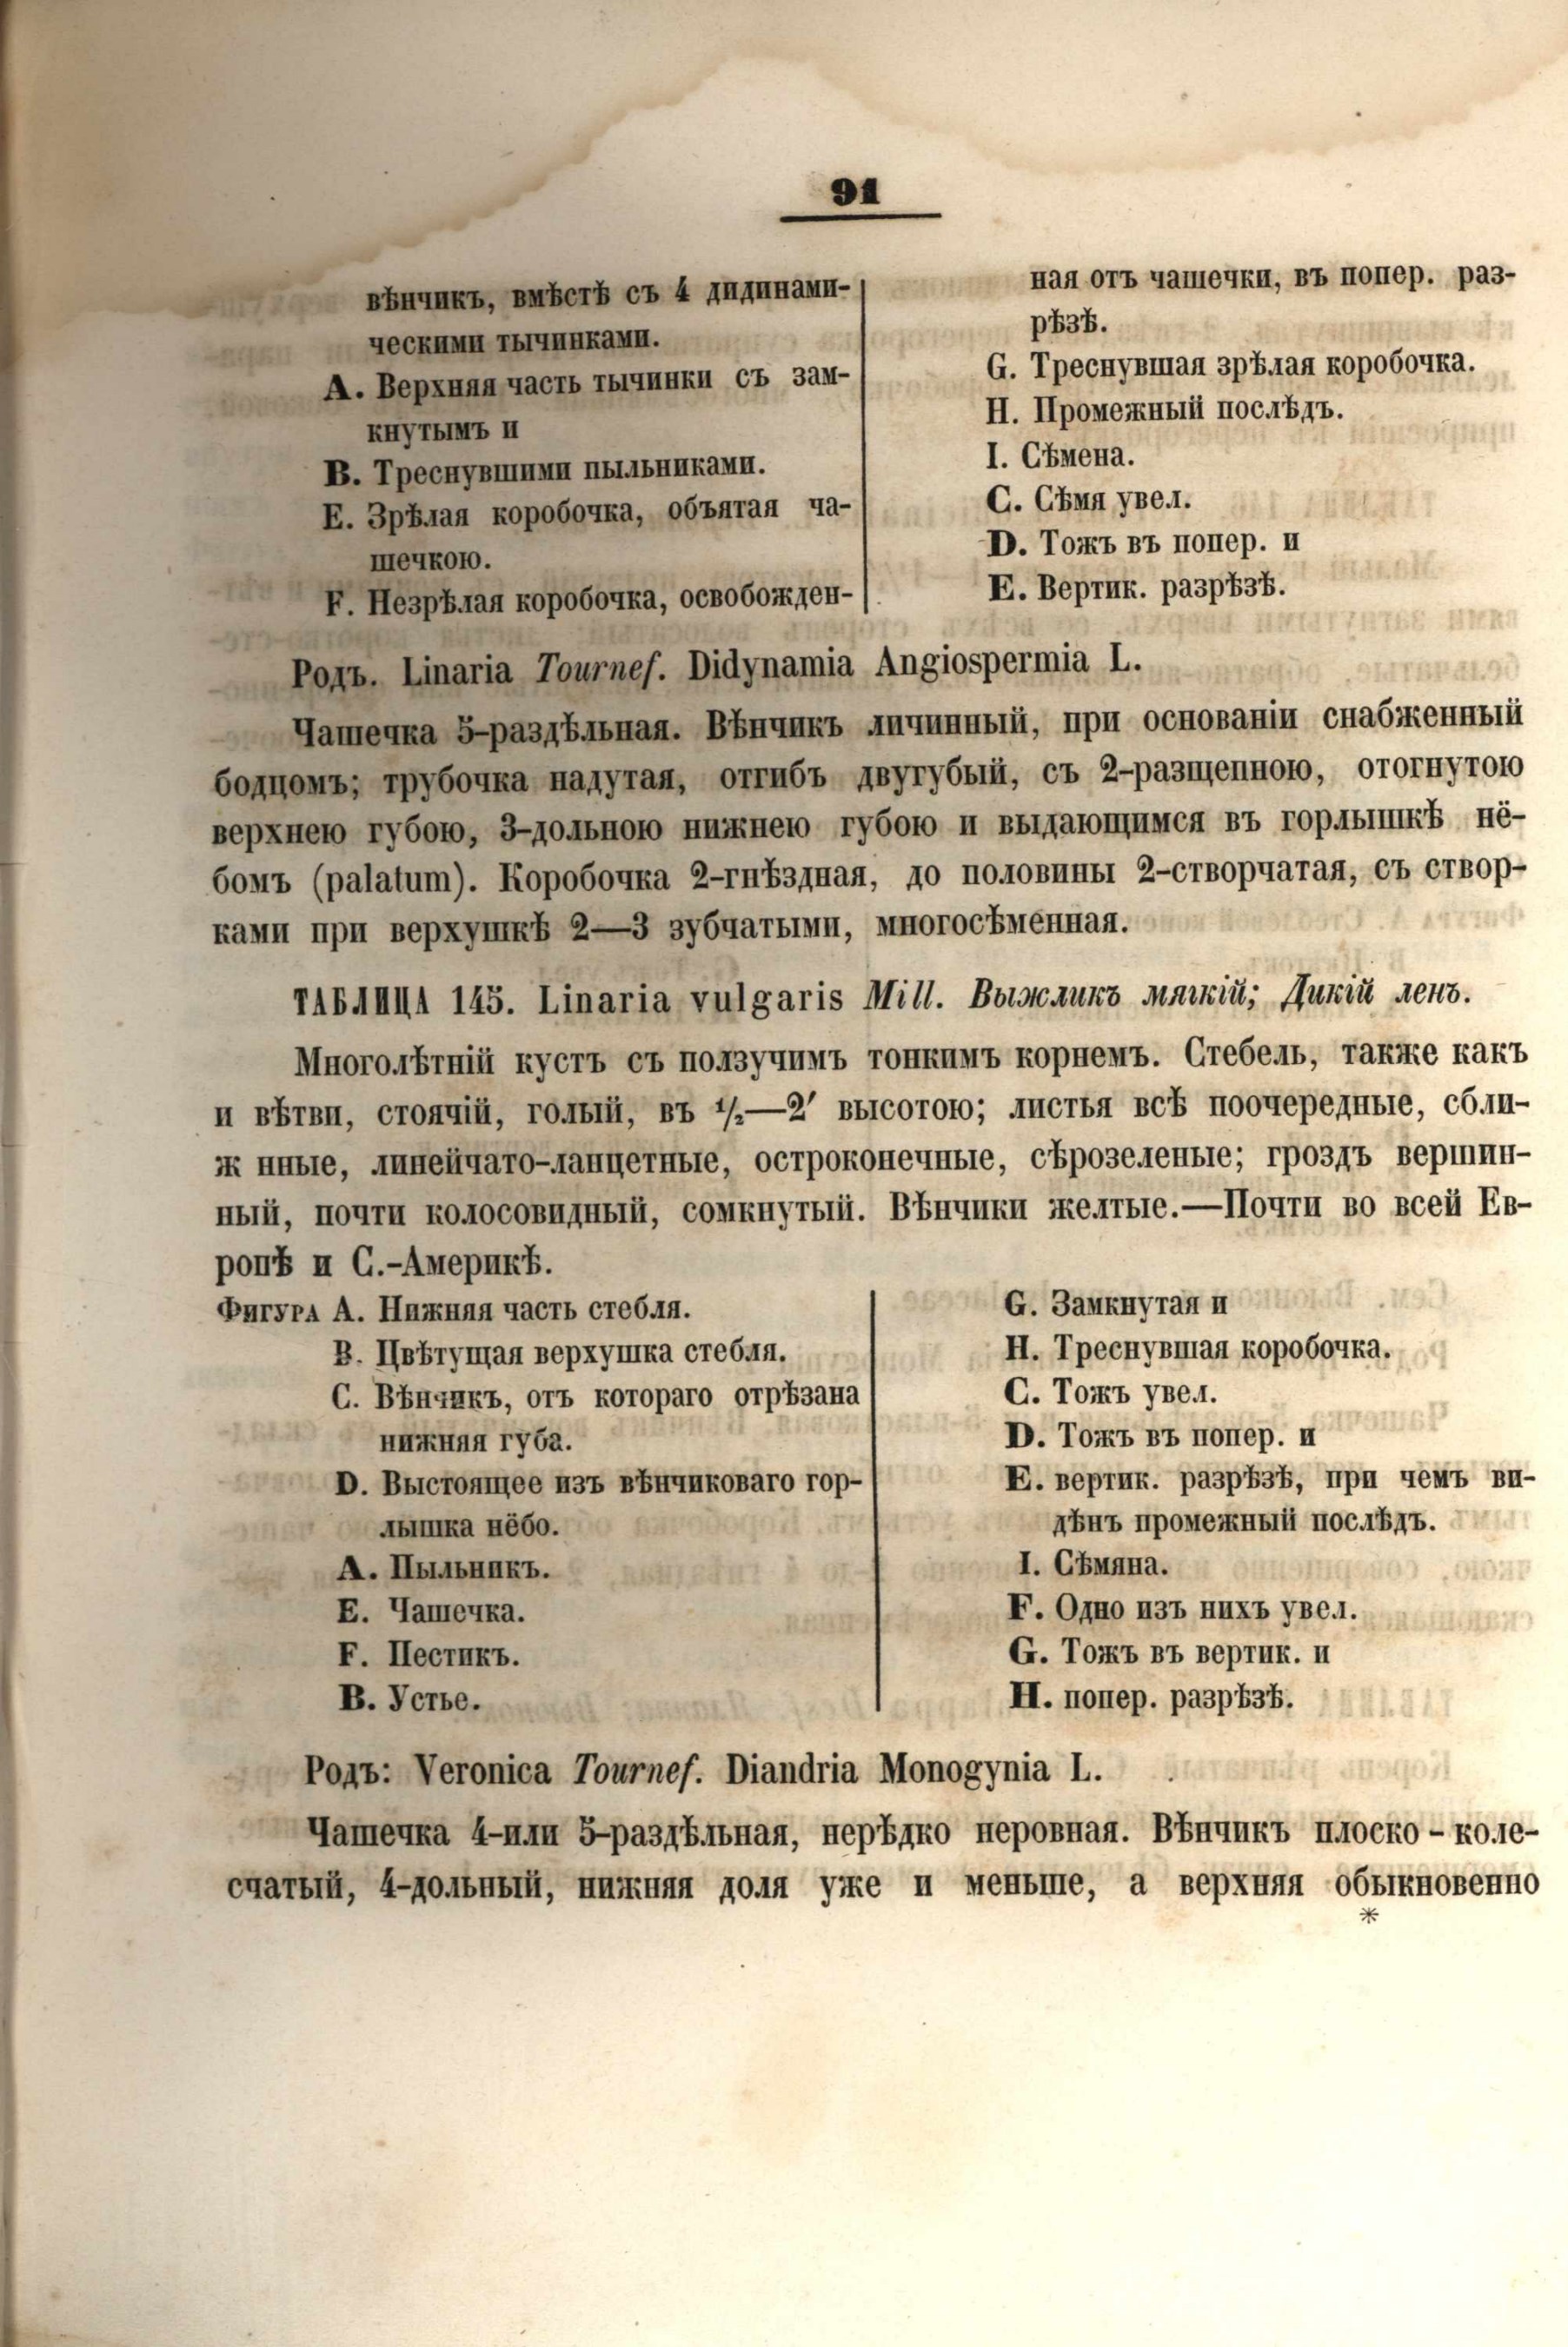 91
вѣнчикъ, вмѣстѣ съ 4 дидинами-
ческими тычинками.
A. Верхняя часть тычинки съ зам-
кнутымъ и
B. Треснувшими пыльниками.
E. Зрѣлая коробочка, объятая ча-
шечкою.
F. Незрѣлая коробочка, освобожден-
ная отъ чашечки, въ попер. раз-
рѣзѣ.
G. Треснувшая зрѣлая коробочка.
H. Промежный послѣдъ.
I. Сѣмена.
C. Сѣмя увел.
D. Тожъ въ попер. и
E. Вертик. разрѣзѣ.
Родъ. Linaria Tournef. Didynamia Angiospermia L.
Чашечка 5-раздѣльная. Вѣнчикъ личинный, при основаніи снабженный
бодцомъ; трубочка надутая, отгибъ двугубый, съ 2-разщепною, отогнутою
верхнею губою, 3-дольною нижнею губою и выдающимся въ горлышкѣ нё-
бомъ (palatum). Коробочка 2-гнѣздная, до половины 2-створчатая, съ створ-
ками при верхушкѣ 2—3 зубчатыми, многосѣменная.
ТАБЛИЦА 145. Linaria vulgaris Mill. Выжликъ мягкій; Дикій ленъ.
Многолѣтній кустъ съ ползучимъ тонкимъ корнемъ. Стебель, также какъ
и вѣтви, стоячій, голый, въ 1/2—2′ высотою; листья всѣ поочередные, сбли-
ж нные, линейчато-ланцетные, остроконечные, сѣрозеленые; гроздъ вершин-
ный, почти колосовидный, сомкнутый. Вѣнчики желтые.—Почти во всей Ев-
ропѣ и С.-Америкѣ.
Фигура A. Нижняя часть стебля.
B. Цвѣтущая верхушка стебля.
C. Вѣнчикъ, отъ котораго отрѣзана
нижняя губа.
D. Выстоящее изъ вѣнчиковаго гор-
лышка нёбо.
A. Пыльникъ.
E. Чашечка.
F. Пестикъ.
B. Устье.
G. Замкнутая и
H. Треснувшая коробочка.
C. Тожъ увел.
D. Тожъ въ попер. и
E. вертик. разрѣзѣ, при чемъ ви-
дѣнъ промежный послѣдъ.
I. Сѣмяна.
F. Одно изъ нихъ увел.
G. Тожъ въ вертик. и
H. попер. разрѣзѣ.
Родъ: Veronica Tournef. Diandria Monogynia L.
Чашечка 4-или 5-раздѣльная, нерѣдко неровная. Вѣнчикъ плоско-коле-
счатый, 4-дольный, нижняя доля уже и меньше, а верхняя обыкновенно
*